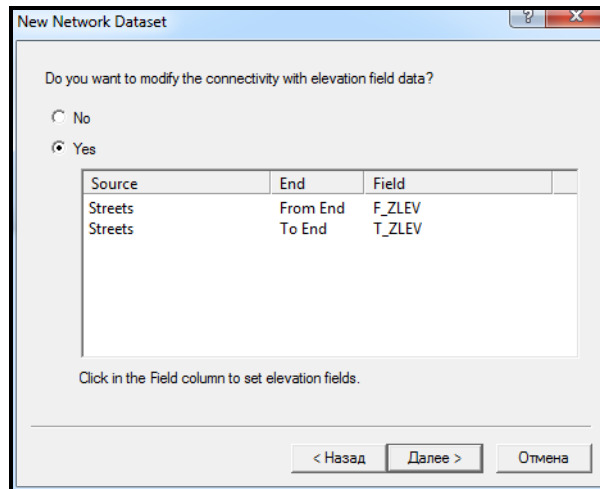 New Network Dataset
Do you want to modify the connectivity with elevation field data?
No
Yes
Source End Field
Streets From End F_ZLEV
Streets To End T_ZLEV
Click in the Field column to set elevation fields.
< Назад Далее > Отмена